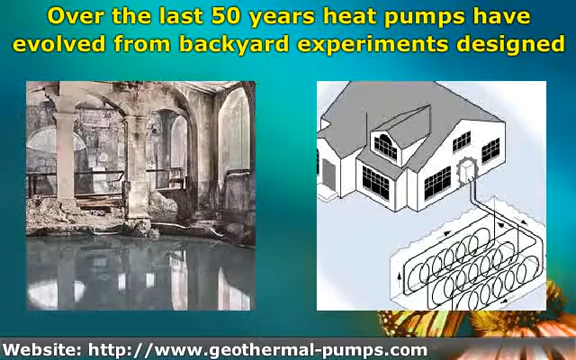 Over the last 50 years heat pumps have
evolved from backyard experiments designed
Website: http://www.geothermal-pumps.com